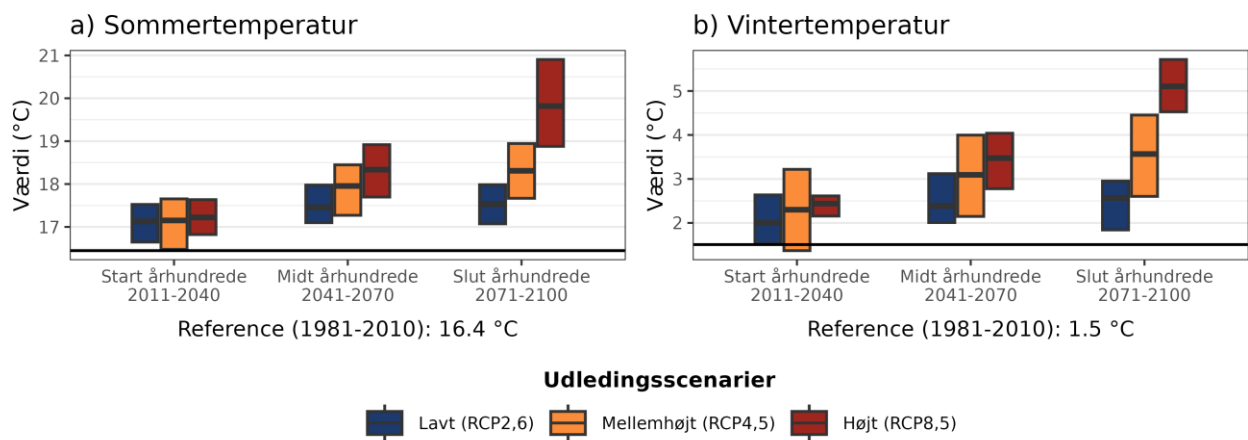 a) Sommertemperatur
Værdi (°C)
21
20
19
18
17
Start århundrede
2011-2040
Midt århundrede
2041-2070
Slut århundrede
2071-2100
Reference (1981-2010): 16.4 °C
b) Vintertemperatur
Værdi (°C)
5
4
3
2
Start århundrede
2011-2040
Midt århundrede
2041-2070
Slut århundrede
2071-2100
Reference (1981-2010): 1.5 °C
Udledingsscenarier
Lavt (RCP2,6)
Mellemhøjt (RCP4,5)
Højt (RCP8,5)